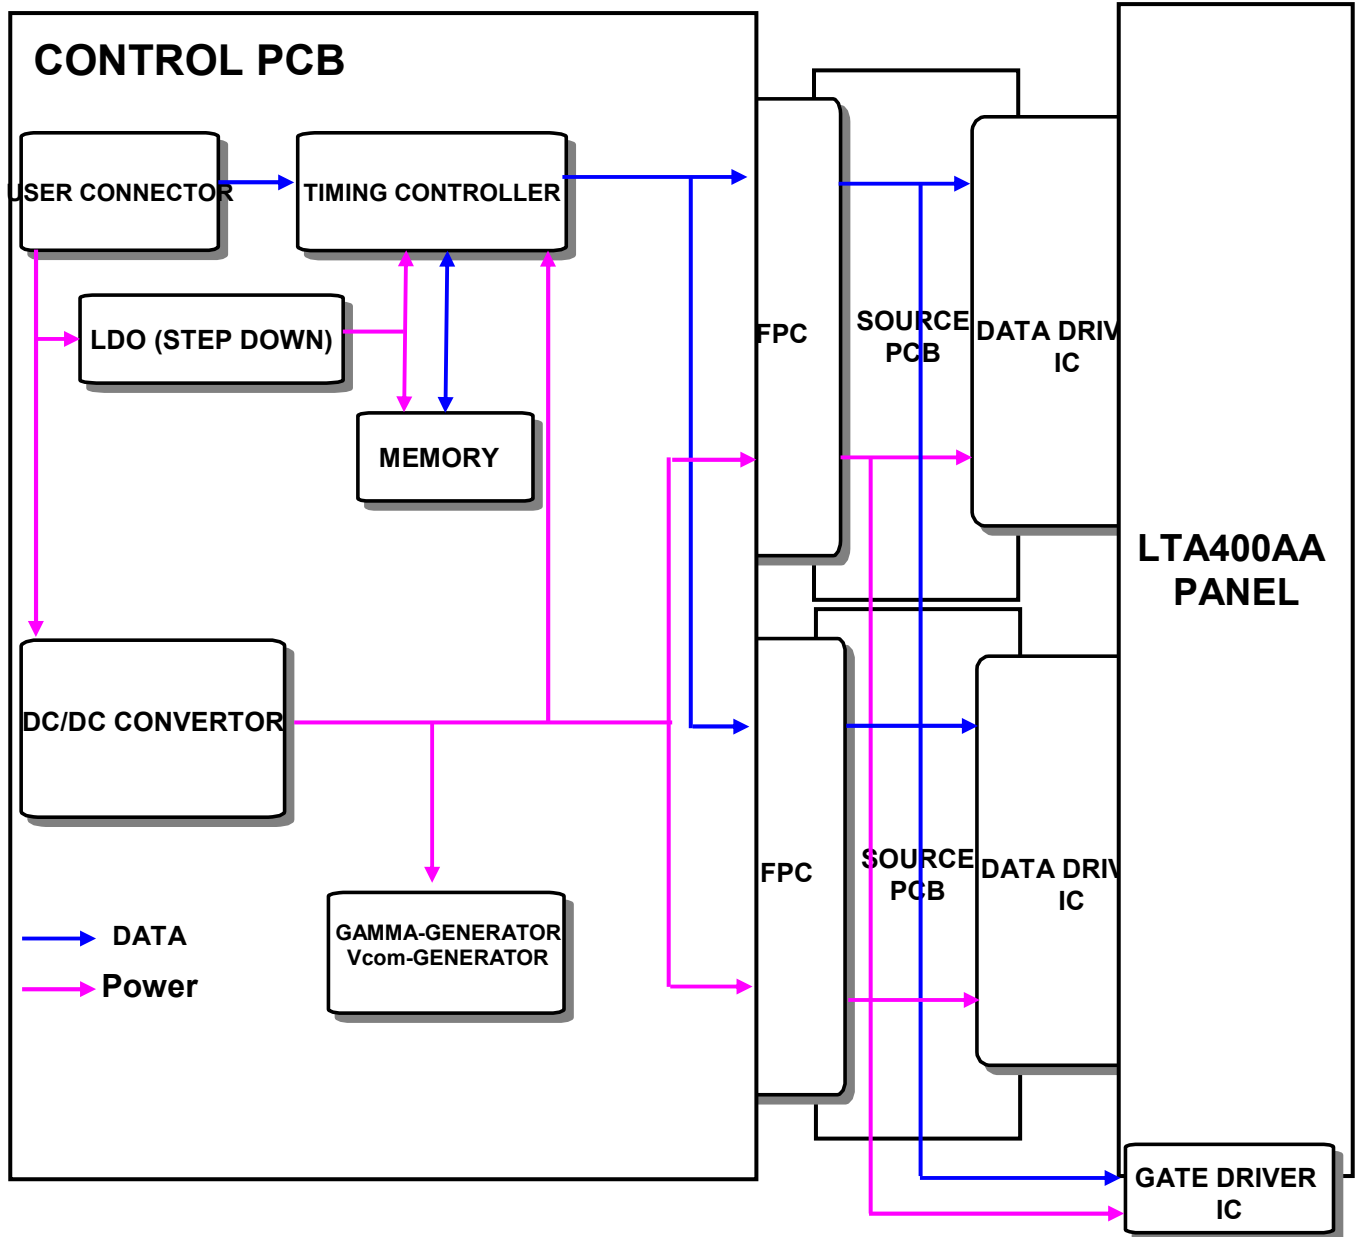 CONTROL PCB
USER CONNECTOR
TIMING CONTROLLER
LDO (STEP DOWN)
MEMORY
DC/DC CONVERTOR
GAMMA-GENERATOR
Vcom-GENERATOR
DATA
Power
FPC
SOURCE
PCB
DATA DRIV
IC
FPC
SOURCE
PCB
DATA DRIV
IC
LTA400AA
PANEL
GATE DRIVER
IC